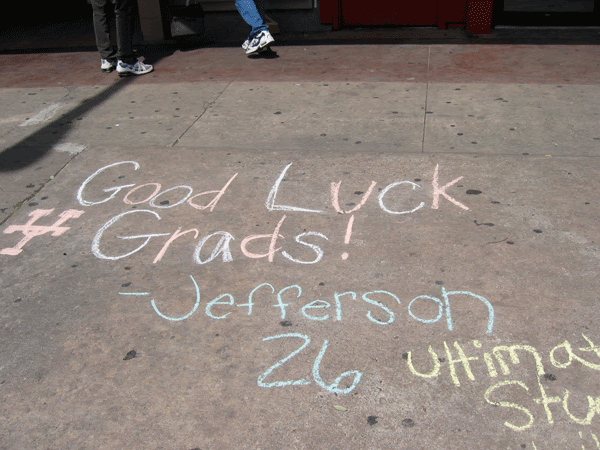 Good Luck
Grads!
-Jefferson
26
Ultimat
Stu